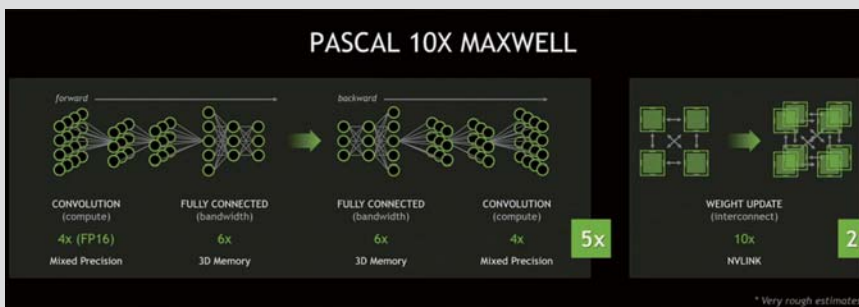 PASCAL 10X MAXWELL
forward
backward
CONVOLUTION
(compute)
4x (FP16)
Mixed Precision
FULLY CONNECTED
(bandwidth)
6x
3D Memory
FULLY CONNECTED
(bandwidth)
6x
3D Memory
CONVOLUTION
(compute)
4x
Mixed Precision
5x
WEIGHT UPDATE
(interconnect)
10x
NVLINK
2
* Very rough estimates